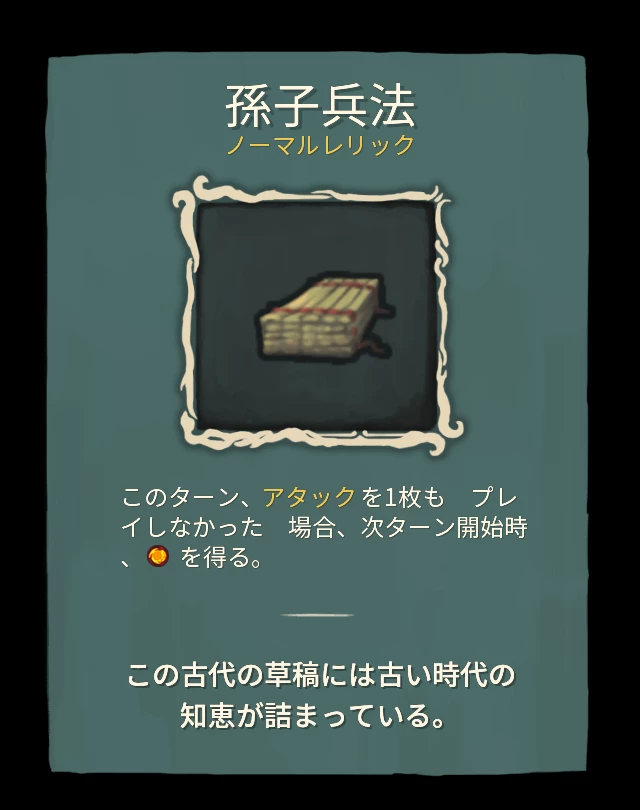 孫子兵法
ノーマルレリック
このターン、アタックを1枚も　プレ
イしなかった　場合、次ターン開始時
、 を得る。
この古代の草稿には古い時代の
知恵が詰まっている。